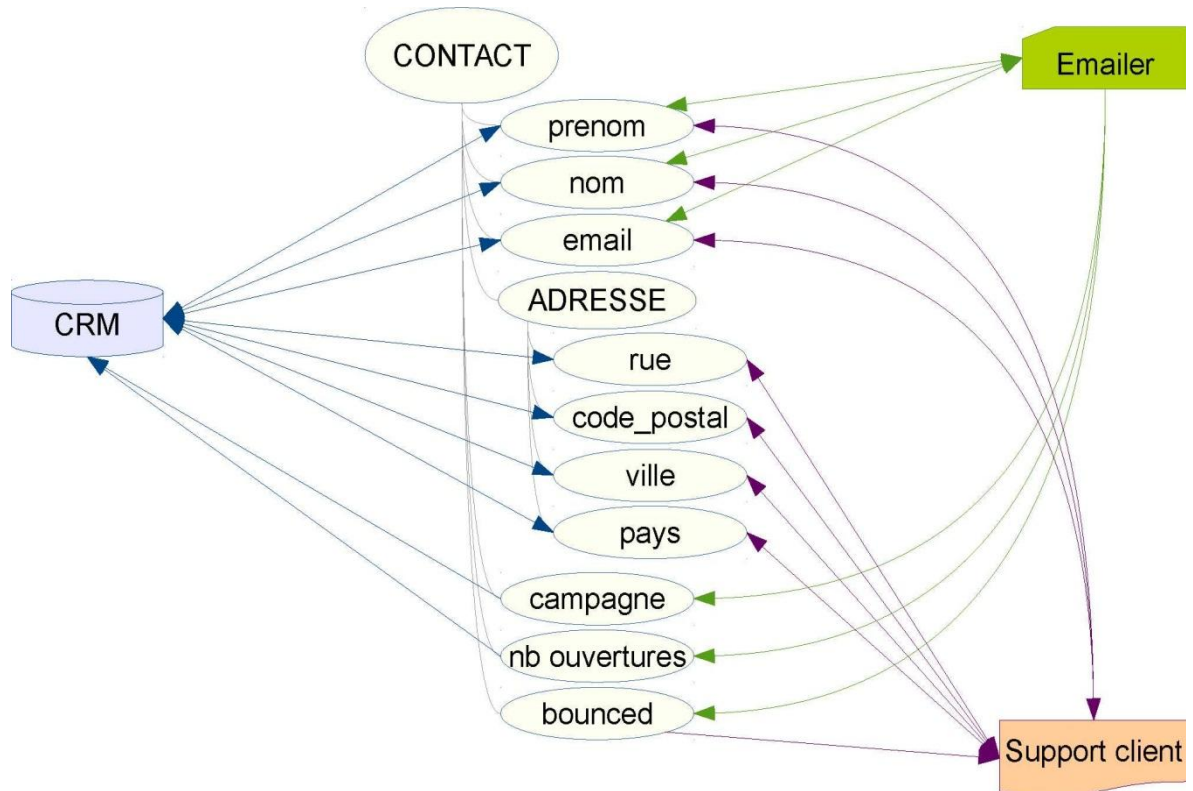 CONTACT
Emailer
prenom
nom
email
ADRESSE
CRM
rue
code_postal
ville
pays
campagne
nb ouvertures
bounced
Support client